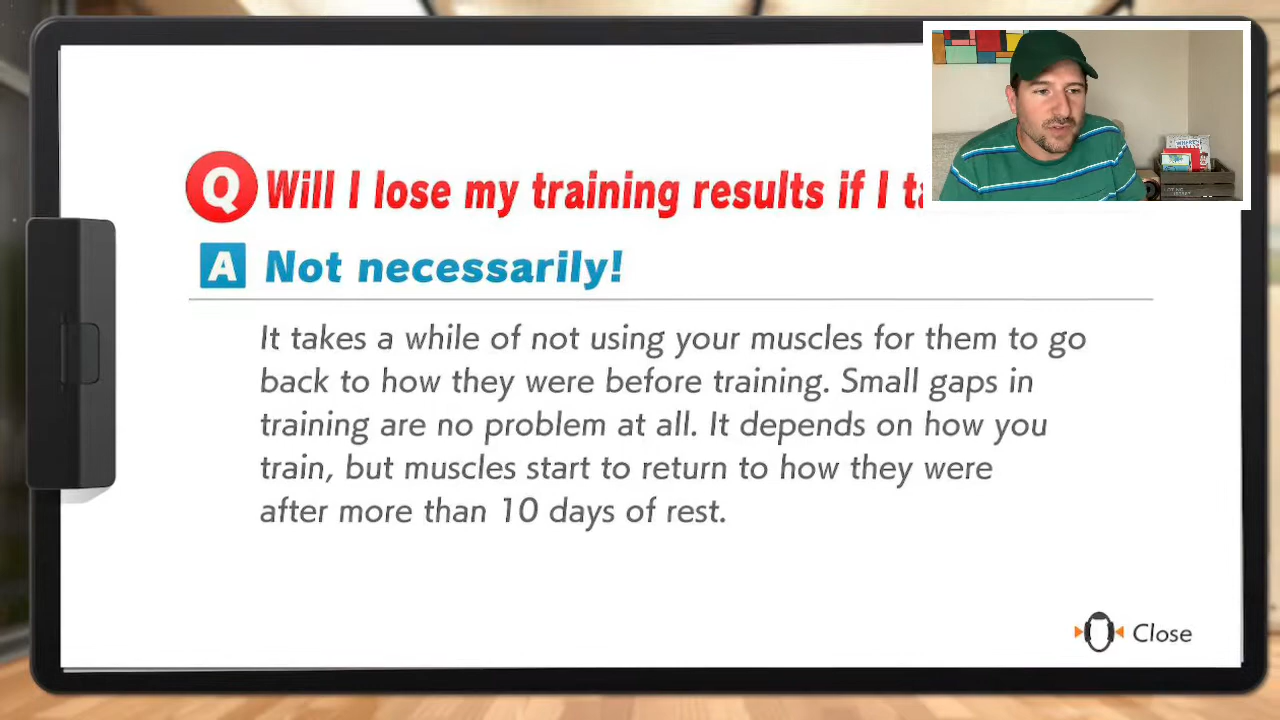 Q Will I lose my training results if I ta
A Not necessarily!
It takes a while of not using your muscles for them to go
back to how they were before training. Small gaps in
training are no problem at all. It depends on how you
train, but muscles start to return to how they were
after more than 10 days of rest.
Close